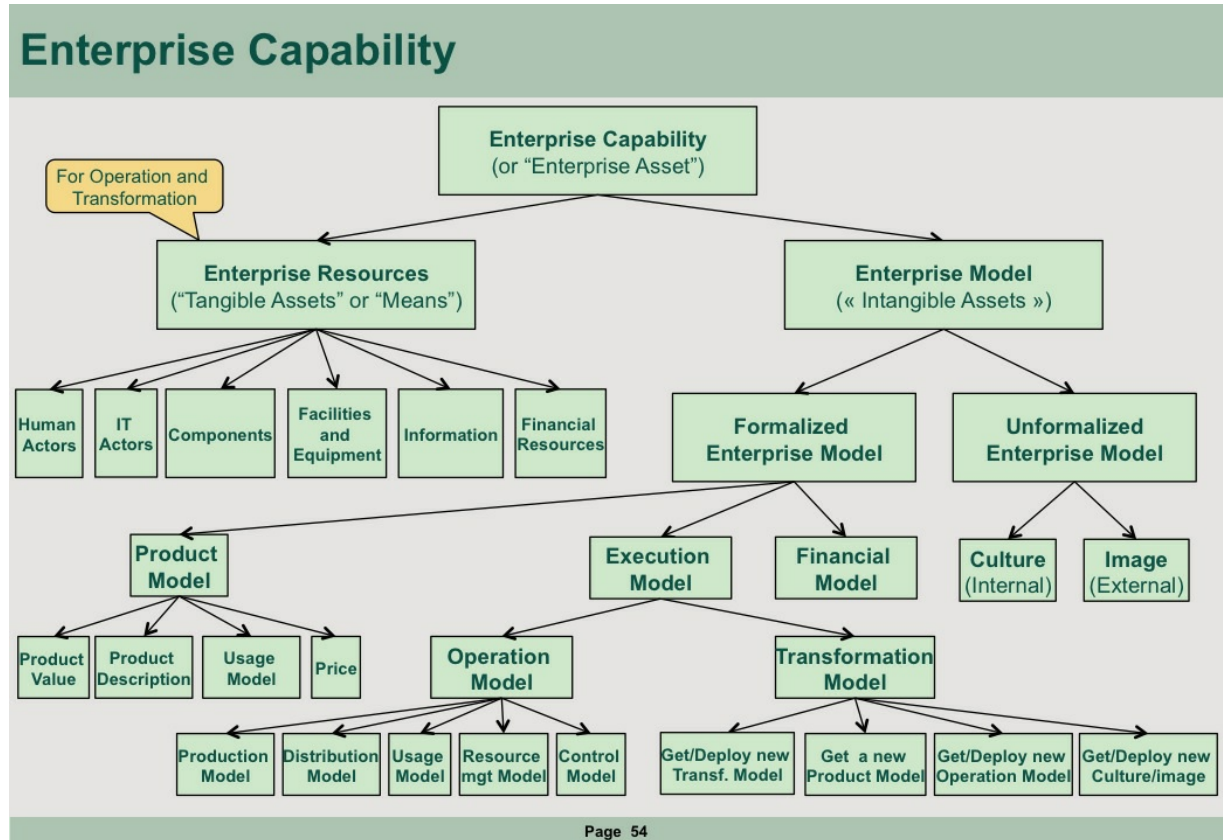 Enterprise Capability
Enterprise Capability
(or “Enterprise Asset”)
For Operation and
Transformation
Enterprise Resources
(“Tangible Assets” or “Means”)
Enterprise Model
(« Intangible Assets »)
Human
Actors
IT
Actors
Components
Facilities
and
Equipment
Information
Financial
Resources
Formalized
Enterprise Model
Unformalized
Enterprise Model
Product
Model
Execution
Model
Financial
Model
Culture
(Internal)
Image
(External)
Product
Value
Product
Description
Usage
Model
Price
Operation
Model
Transformation
Model
Production
Model
Distribution
Model
Usage
Model
Resource
mgt Model
Control
Model
Get/Deploy new
Transf. Model
Get a new
Product Model
Get/Deploy new
Operation Model
Get/Deploy new
Culture/image
Page 54